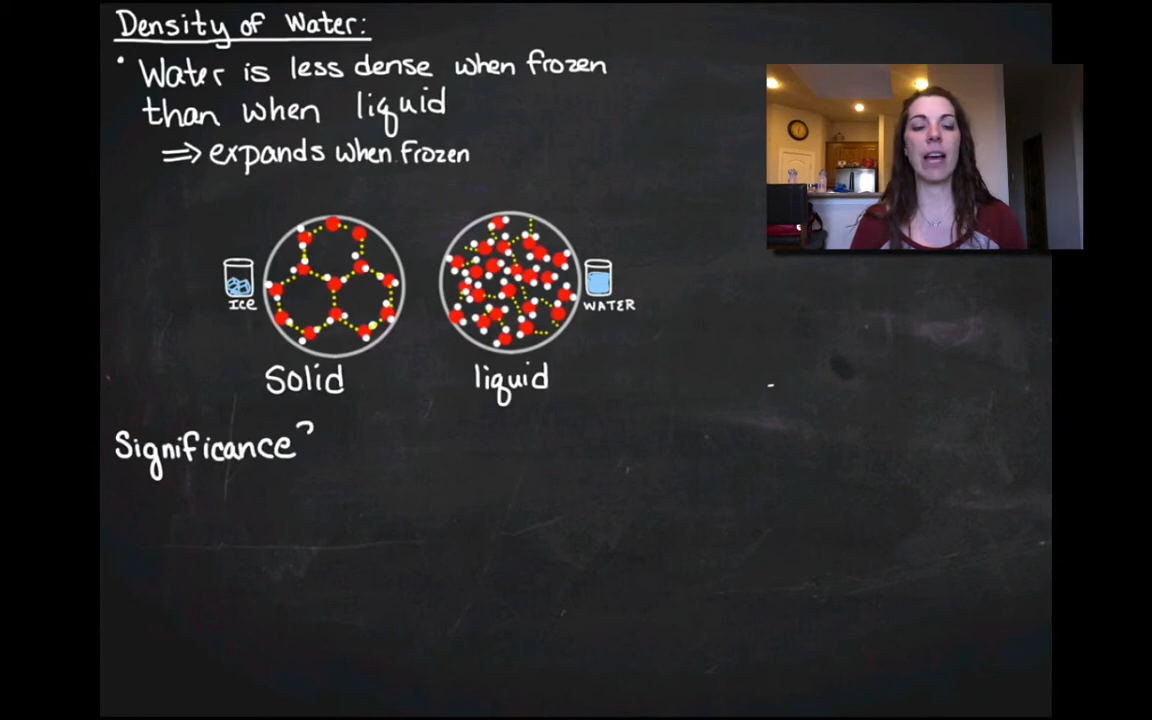 Density of Water:
• Water is less dense when frozen
than when liquid
⇒ expands when frozen
ICE
WATER
Solid
liquid
Significance?